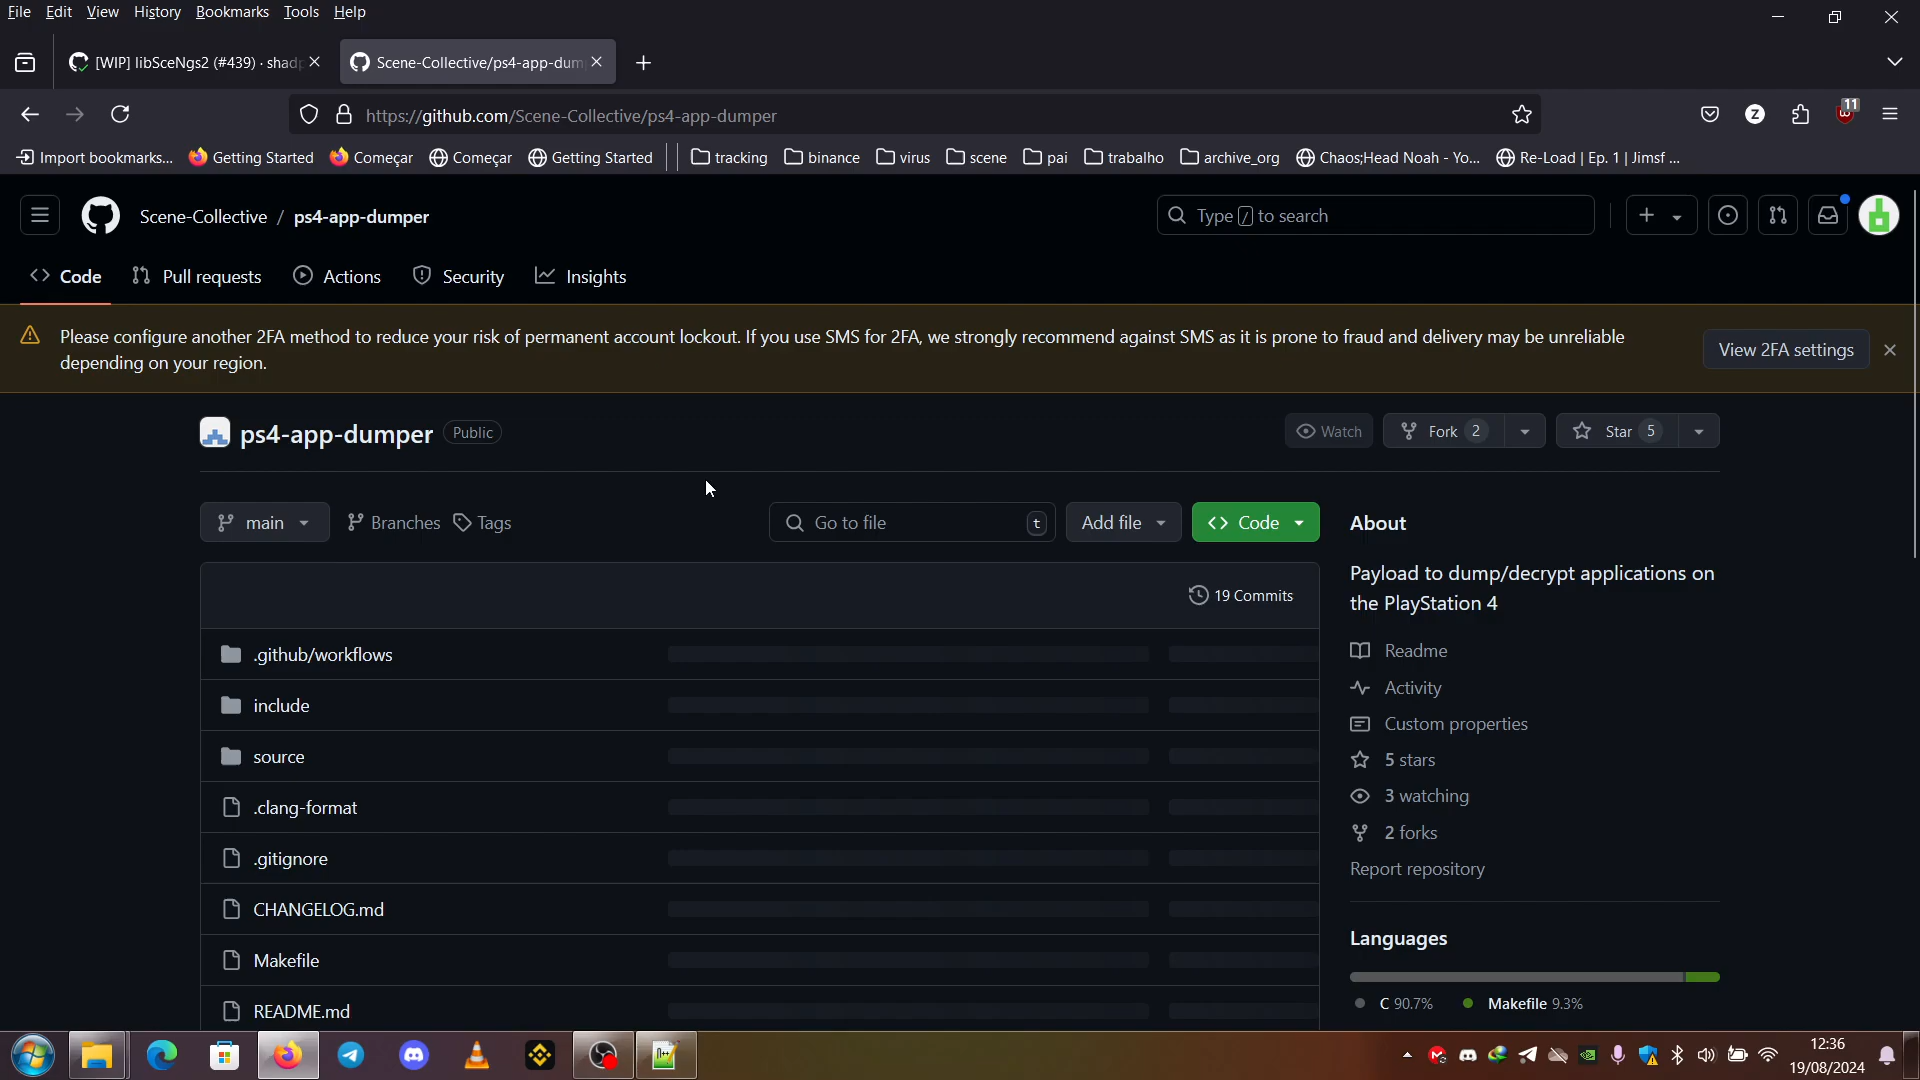 File Edit View History Bookmarks Tools Help
[WIP] libSceNgs2 (#439) · shadp
Scene-Collective/ps4-app-dum
https://github.com/Scene-Collective/ps4-app-dumper
11
Import bookmarks... Getting Started Começar Começar Getting Started tracking binance virus scene pai trabalho archive_org Chaos;Head Noah - Yo... Re-Load | Ep. 1 | Jimsf ...
Scene-Collective / ps4-app-dumper
Type / to search
Code Pull requests Actions Security Insights
Please configure another 2FA method to reduce your risk of permanent account lockout. If you use SMS for 2FA, we strongly recommend against SMS as it is prone to fraud and delivery may be unreliable
depending on your region.
View 2FA settings
ps4-app-dumper Public
Watch Fork 2 Star 5
main Branches Tags Go to file t Add file Code
19 Commits
.github/workflows
include
source
.clang-format
.gitignore
CHANGELOG.md
Makefile
README.md
About
Payload to dump/decrypt applications on
the PlayStation 4
Readme
Activity
Custom properties
5 stars
3 watching
2 forks
Report repository
Languages
C 90.7% Makefile 9.3%
12:36
19/08/2024